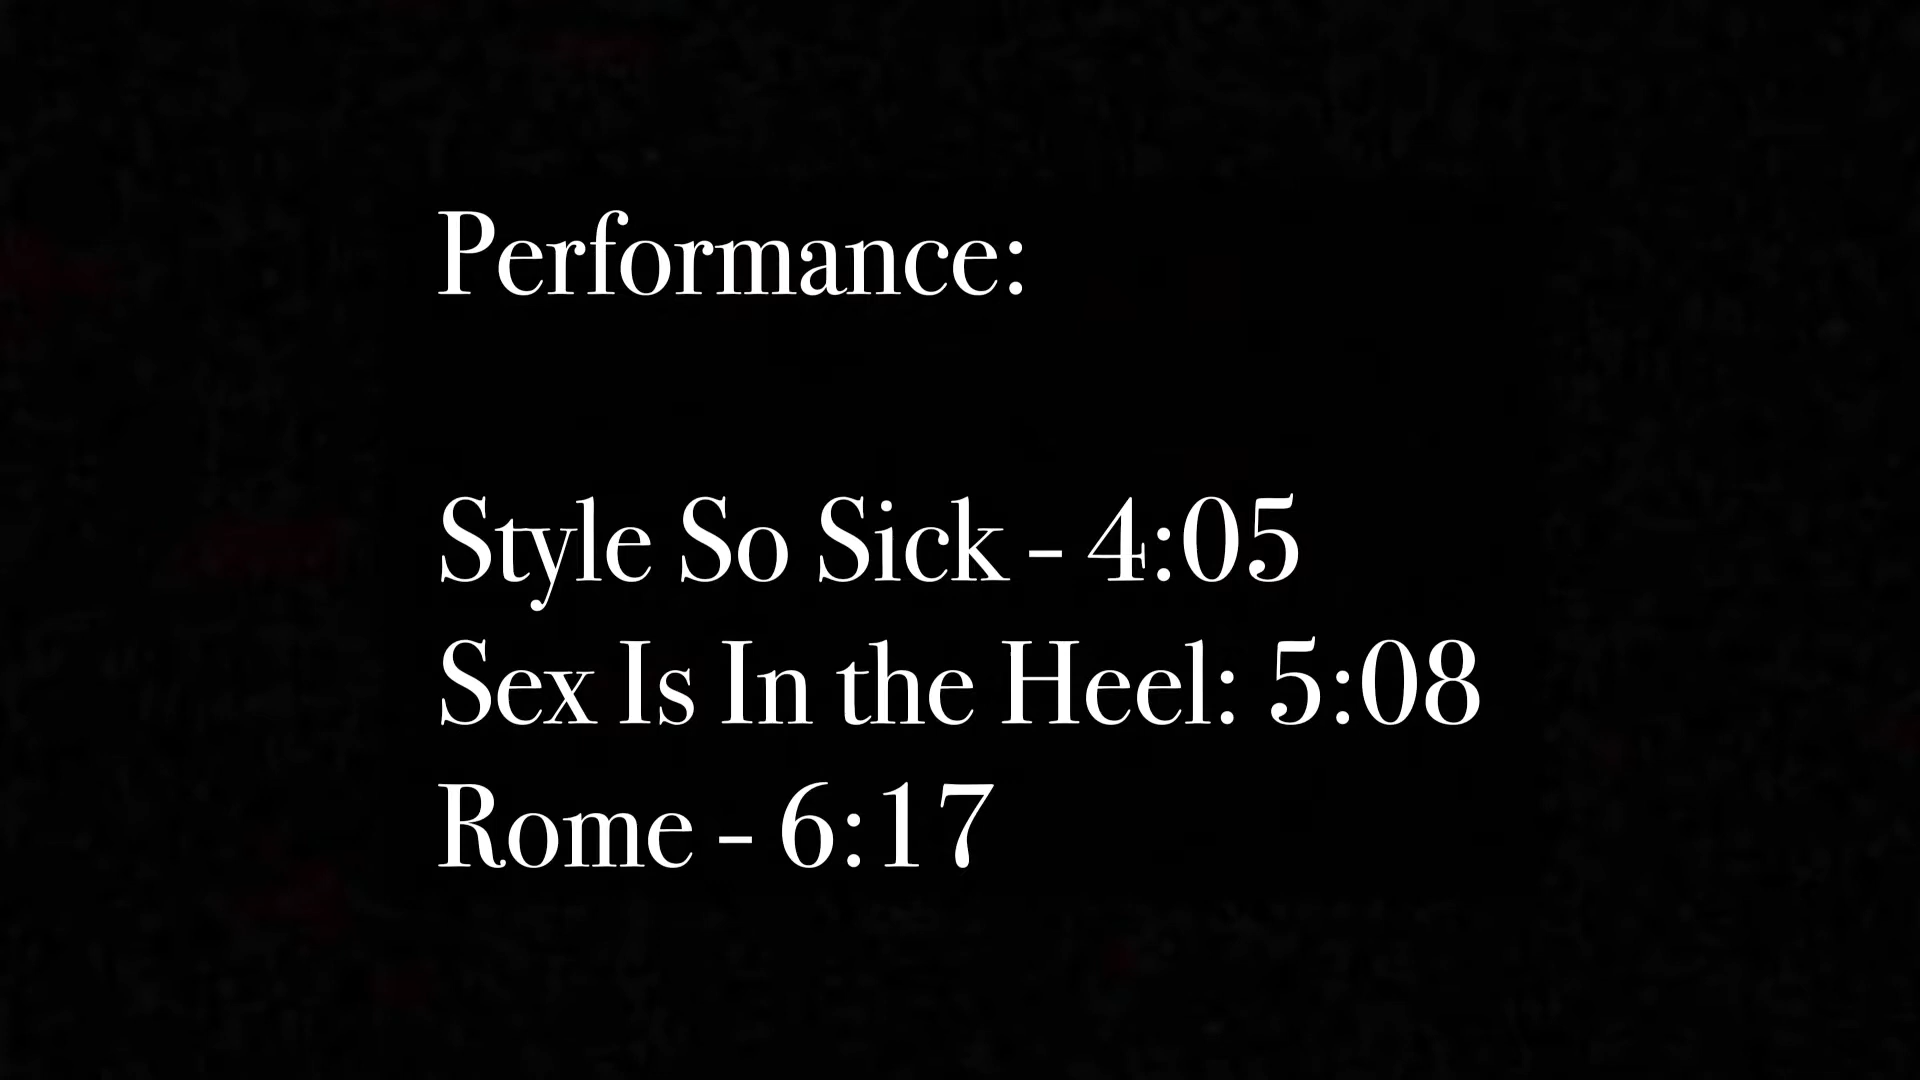 Performance:
Style So Sick - 4:05
Sex Is In the Heel: 5:08
Rome - 6:17